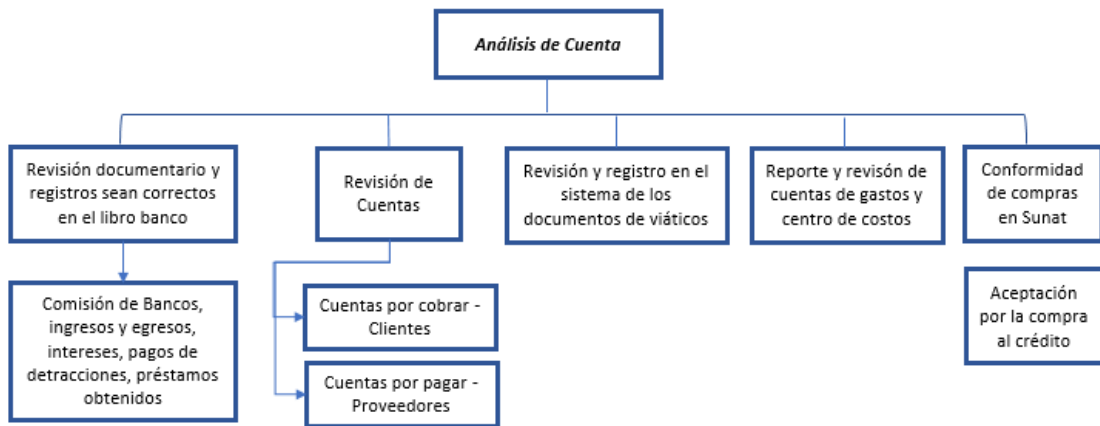 Análisis de Cuenta
Revisión documentario y
registros sean correctos
en el libro banco
Revisión de
Cuentas
Revisión y registro en el
sistema de los
documentos de viáticos
Reporte y revisón de
cuentas de gastos y
centro de costos
Conformidad
de compras
en Sunat
Comisión de Bancos,
ingresos y egresos,
intereses, pagos de
detracciones, préstamos
obtenidos
Cuentas por cobrar -
Clientes
Cuentas por pagar -
Proveedores
Aceptación
por la compra
al crédito